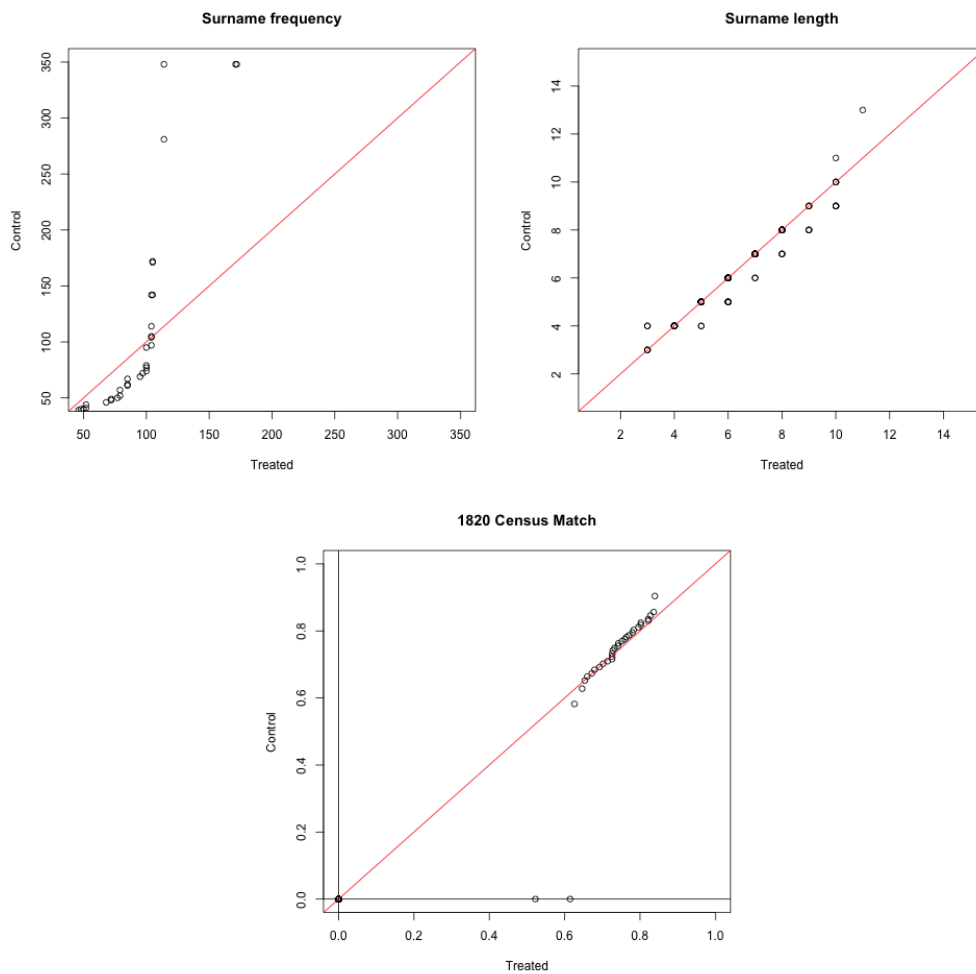 Surname frequency
350
300
250
200
150
100
50
Control
50 100 150 200 250 300 350
Treated
Surname length
14
12
10
8
6
4
2
Control
2 4 6 8 10 12 14
Treated
1820 Census Match
1.0
0.8
0.6
0.4
0.2
0.0
Control
0.0 0.2 0.4 0.6 0.8 1.0
Treated